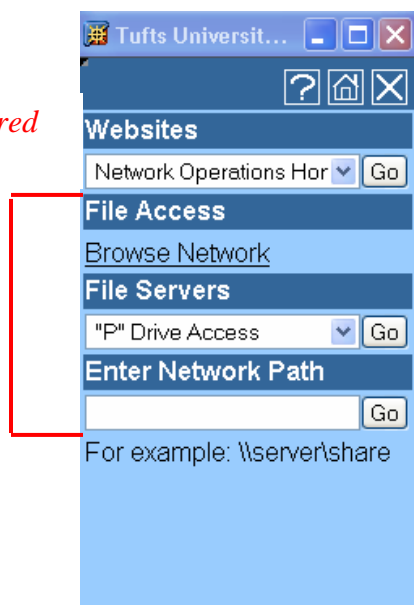 Tufts Universit...
Websites
Network Operations Hor
Go
File Access
Browse Network
File Servers
"P" Drive Access
Go
Enter Network Path
Go
For example: \\server\share